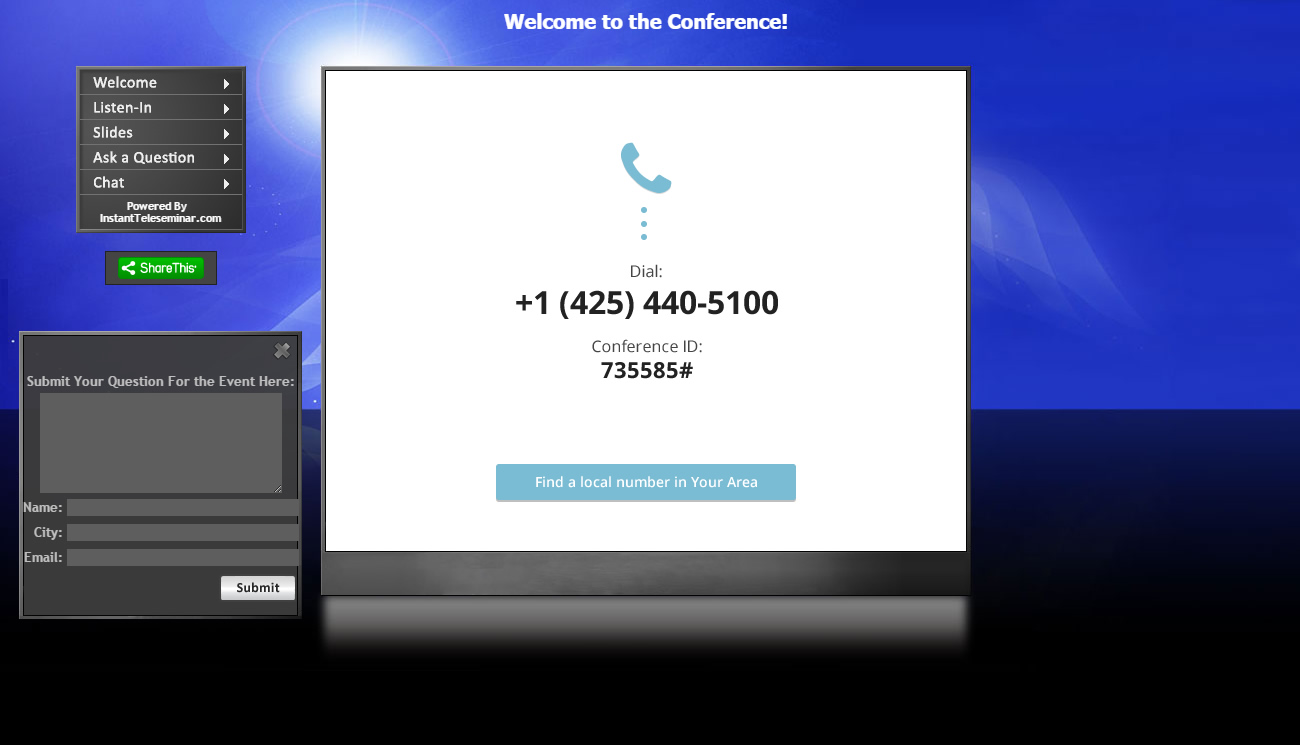 Welcome to the Conference!
Welcome
Listen-In
Slides
Ask a Question
Chat
Powered By
InstantTeleseminar.com
ShareThis
Submit Your Question For the Event Here:
Name:
City:
Email:
Submit
Dial:
+1 (425) 440-5100
Conference ID:
735585#
Find a local number in Your Area